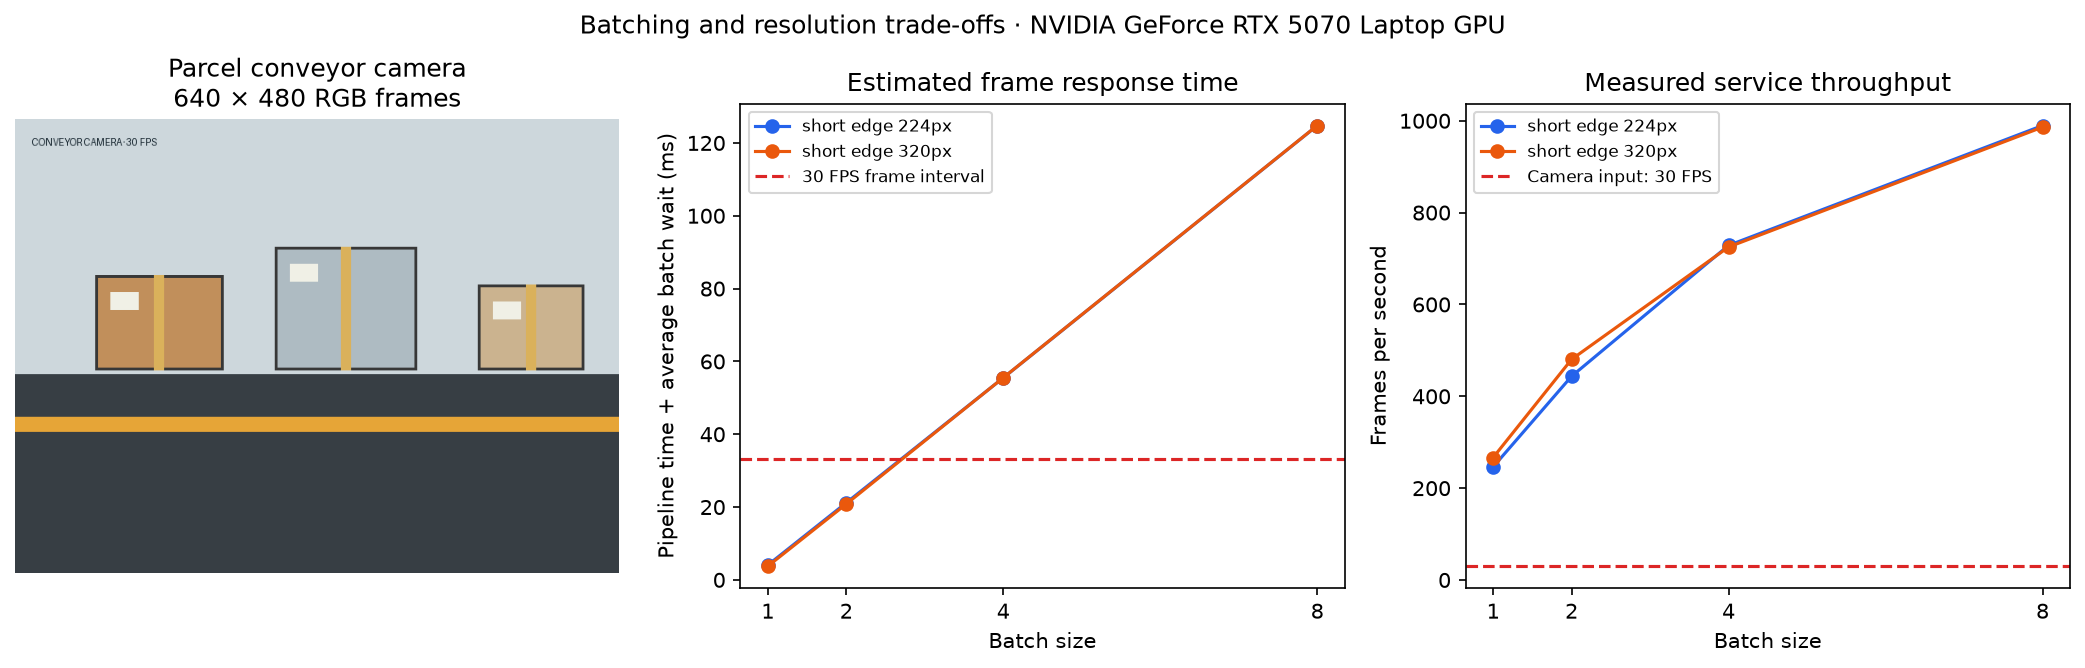 Batching and resolution trade-offs · NVIDIA GeForce RTX 5070 Laptop GPU
Parcel conveyor camera
640 × 480 RGB frames
CONVEYOR CAMERA · 30 FPS
Estimated frame response time
short edge 224px
short edge 320px
30 FPS frame interval
Pipeline time + average batch wait (ms)
120
100
80
60
40
20
0
1 2 4 8
Batch size
Measured service throughput
short edge 224px
short edge 320px
Camera input: 30 FPS
Frames per second
1000
800
600
400
200
0
1 2 4 8
Batch size